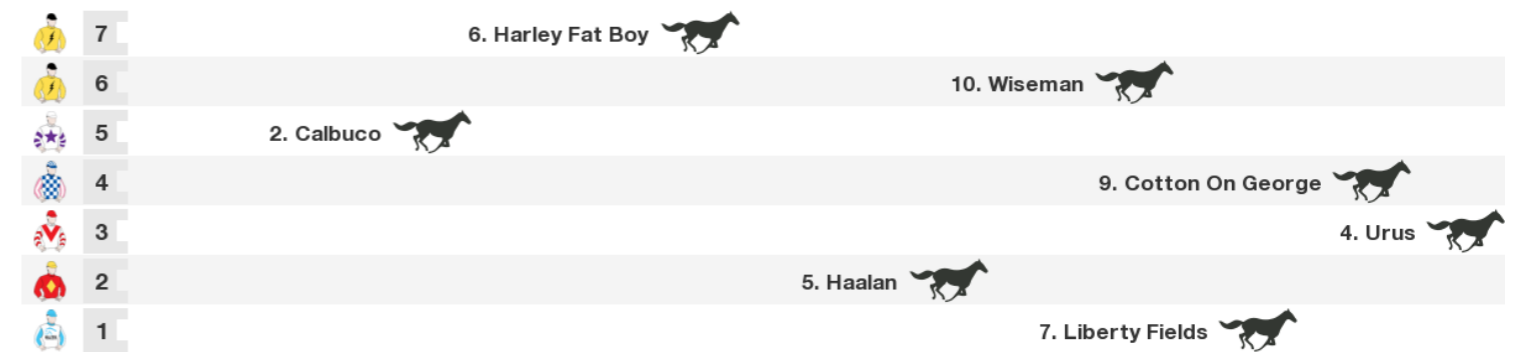 7 6. Harley Fat Boy
6 10. Wiseman
5 2. Calbuco
4 9. Cotton On George
3 4. Urus
2 5. Haalan
1 7. Liberty Fields